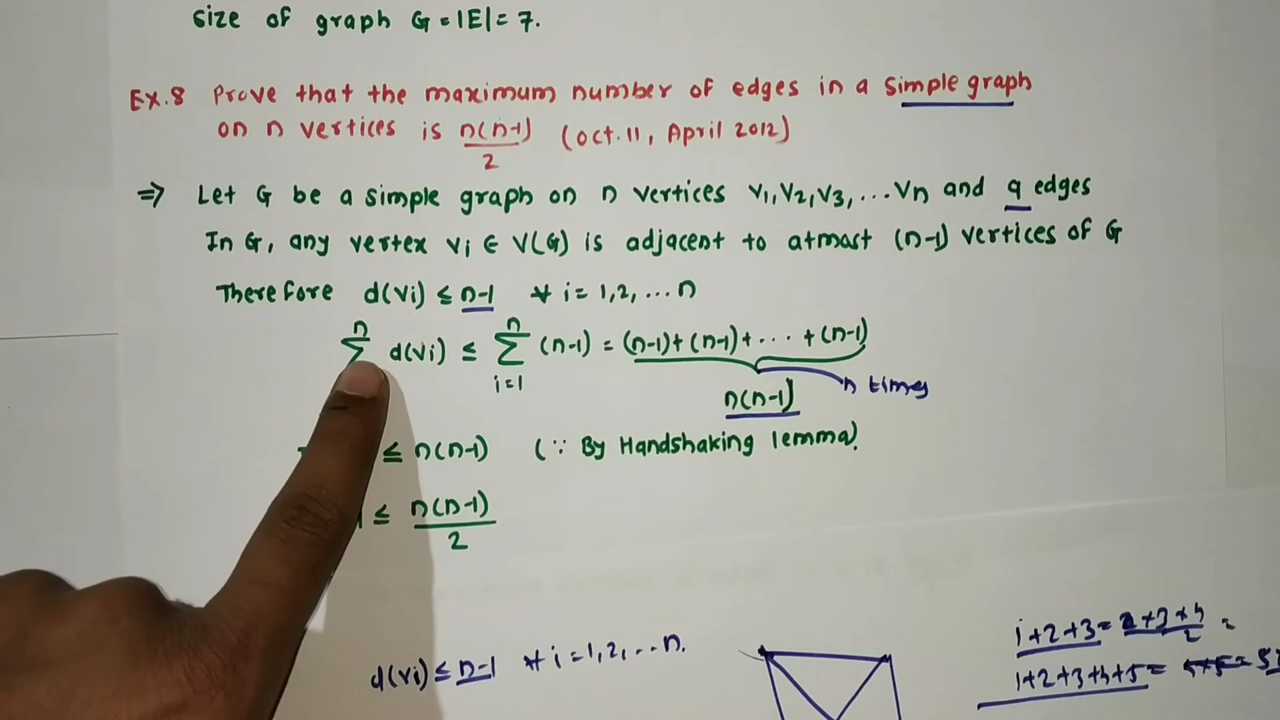 size of graph G = |E| = 7.
Ex.8 Prove that the maximum number of edges in a simple graph
on n vertices is n(n-1)/2 (oct.11, April 2012)
⇒ Let G be a simple graph on n vertices v1, v2, v3, ... vn and q edges
In G, any vertex vi ∈ V(G) is adjacent to atmost (n-1) vertices of G
Therefore d(vi) ≤ n-1 ∀ i = 1,2, ... n
n∑ d(vi) ≤ n∑i=1 (n-1) = (n-1) + (n-1) + ... + (n-1)
n(n-1) n times
≤ n(n-1) (∵ By Handshaking lemma)
≤ n(n-1)/2
d(vi) ≤ n-1 ∀ i = 1,2, ... n.
1+2+3 =
1+2+3+4+5 =